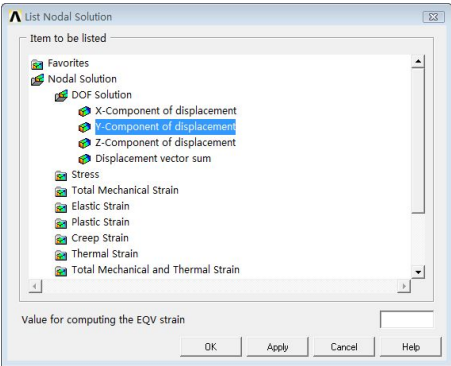 List Nodal Solution
Item to be listed
Favorites
Nodal Solution
DOF Solution
X-Component of displacement
Y-Component of displacement
Z-Component of displacement
Displacement vector sum
Stress
Total Mechanical Strain
Elastic Strain
Plastic Strain
Creep Strain
Thermal Strain
Total Mechanical and Thermal Strain
Value for computing the EQV strain
OK Apply Cancel Help